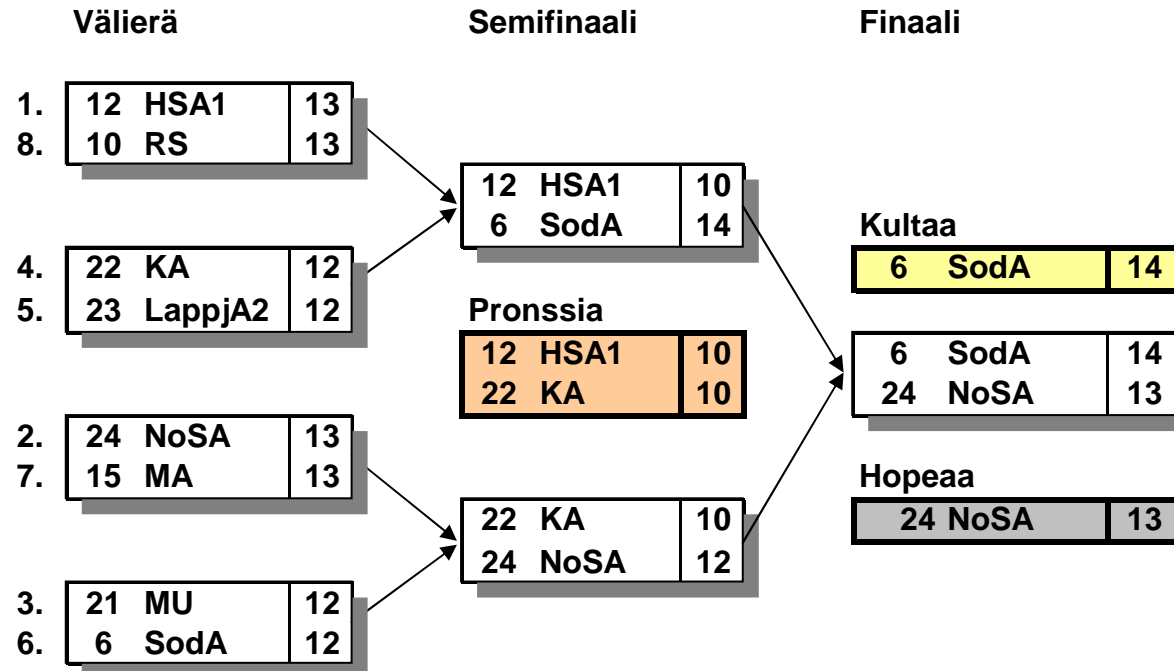 Välierä Semifinaali Finaali
1. 12 HSA1 13
8. 10 RS 13
12 HSA1 10
6 SodA 14
Kultaa
6 SodA 14
4. 22 KA 12
5. 23 LappjA2 12
Pronssia
12 HSA1 10
22 KA 10
6 SodA 14
24 NoSA 13
2. 24 NoSA 13
7. 15 MA 13
Hopeaa
24 NoSA 13
22 KA 10
24 NoSA 12
3. 21 MU 12
6. 6 SodA 12